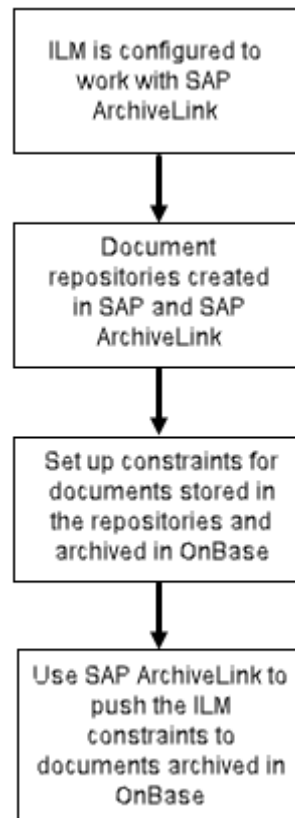 ILM is configured to
work with SAP
ArchiveLink
Document
repositories created
in SAP and SAP
ArchiveLink
Set up constraints for
documents stored in
the repositories and
archived in OnBase
Use SAP ArchiveLink to
push the ILM
constraints to
documents archived in
OnBase